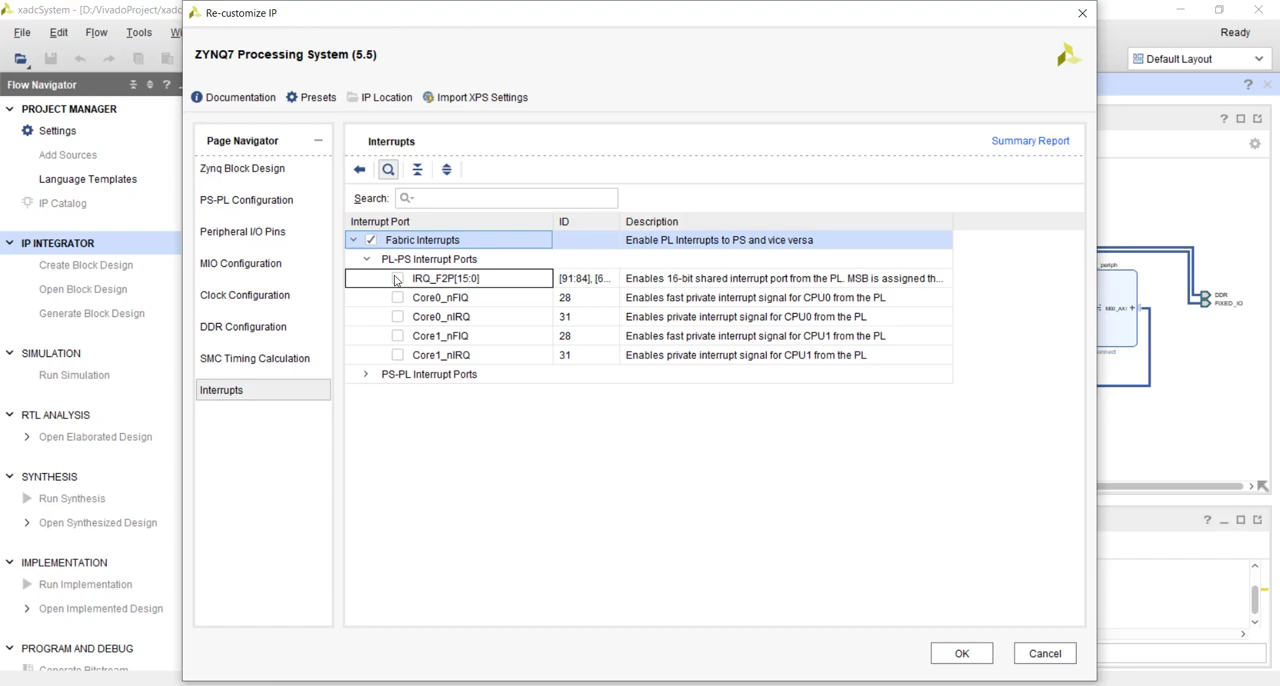 xadcSystem - [D:/VivadoProject/xadc
File Edit Flow Tools Wi
Ready
Default Layout
Flow Navigator
?
?
PROJECT MANAGER
Settings
Add Sources
Language Templates
IP Catalog
IP INTEGRATOR
Create Block Design
Open Block Design
Generate Block Design
SIMULATION
Run Simulation
RTL ANALYSIS
Open Elaborated Design
SYNTHESIS
Run Synthesis
Open Synthesized Design
IMPLEMENTATION
Run Implementation
Open Implemented Design
PROGRAM AND DEBUG
Generate Bitstream
Re-customize IP
ZYNQ7 Processing System (5.5)
Documentation Presets IP Location Import XPS Settings
Page Navigator
Zynq Block Design
PS-PL Configuration
Peripheral I/O Pins
MIO Configuration
Clock Configuration
DDR Configuration
SMC Timing Calculation
Interrupts
Interrupts
Summary Report
Search:
Interrupt Port ID Description
Fabric Interrupts Enable PL Interrupts to PS and vice versa
PL-PS Interrupt Ports
IRQ_F2P[15:0] [91:84], [6... Enables 16-bit shared interrupt port from the PL. MSB is assigned th...
Core0_nFIQ 28 Enables fast private interrupt signal for CPU0 from the PL
Core0_nIRQ 31 Enables private interrupt signal for CPU0 from the PL
Core1_nFIQ 28 Enables fast private interrupt signal for CPU1 from the PL
Core1_nIRQ 31 Enables private interrupt signal for CPU1 from the PL
PS-PL Interrupt Ports
OK Cancel
?
periph
DDR
FIXED_IO
?